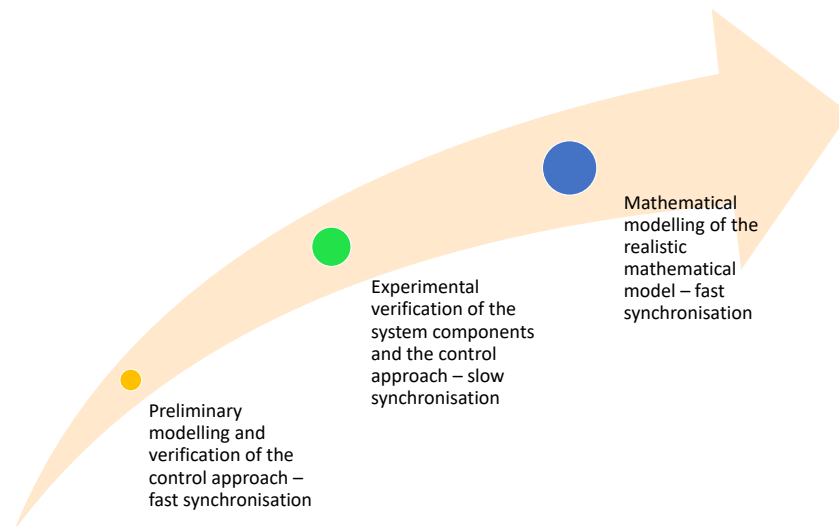 Preliminary
modelling and
verification of the
control approach –
fast synchronisation
Experimental
verification of the
system components
and the control
approach – slow
synchronisation
Mathematical
modelling of the
realistic
mathematical
model – fast
synchronisation